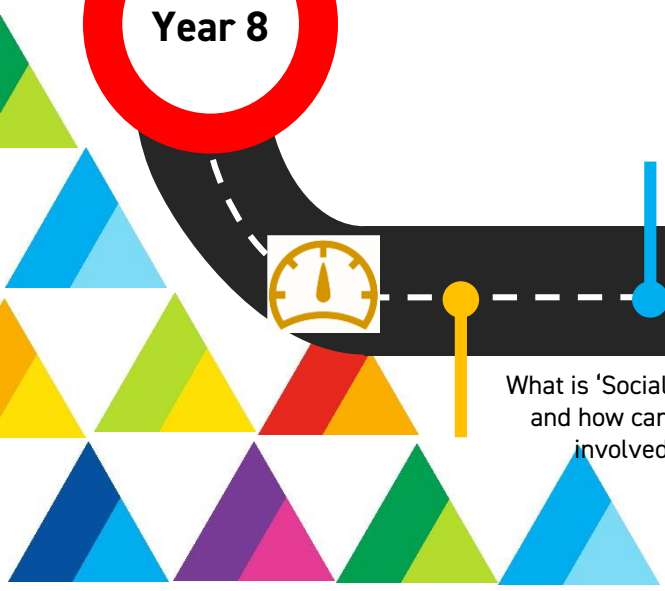 Year 8
What is ‘Social
and how can
involved